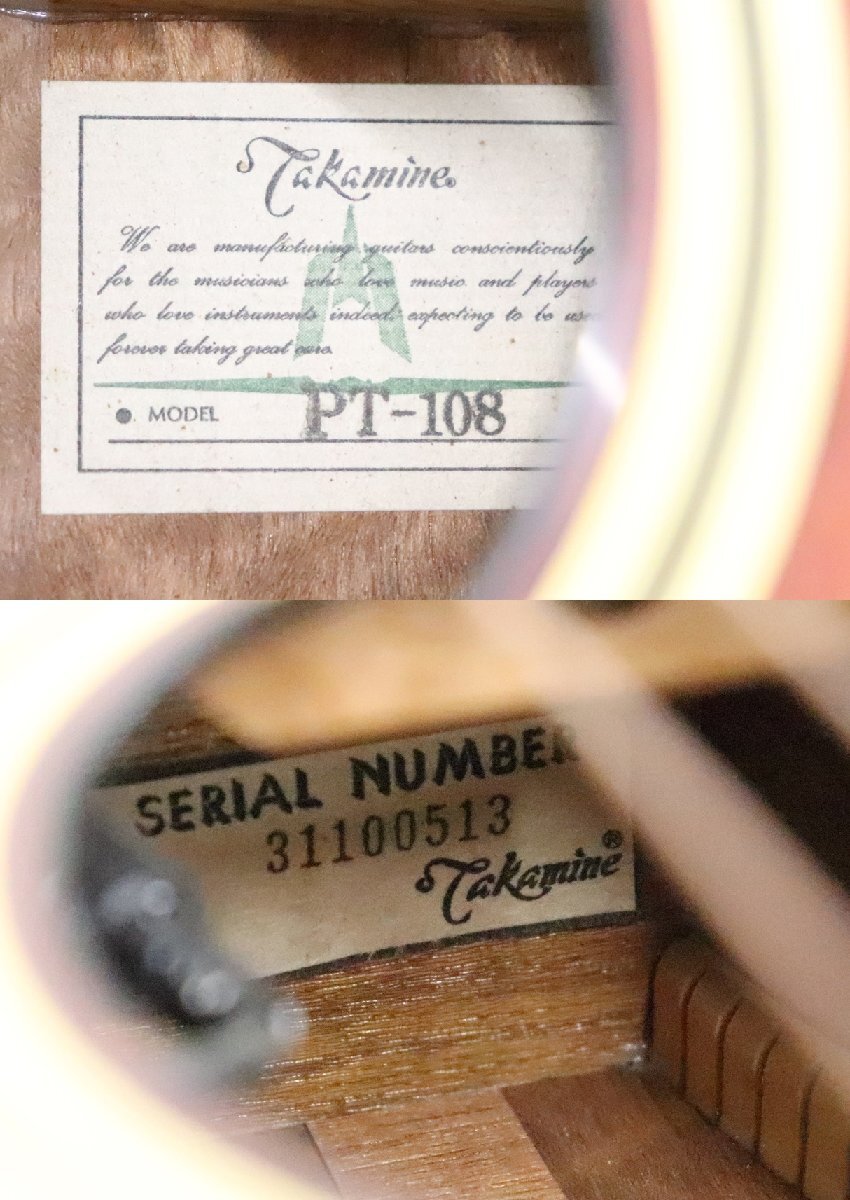 Takamine®
We are manufacturing guitars conscientiously
for the musicians who love music and players
who love instruments indeed: expecting to be
forever taking great care.
● MODEL PT-108
SERIAL NUMBER
31100513
Takamine®